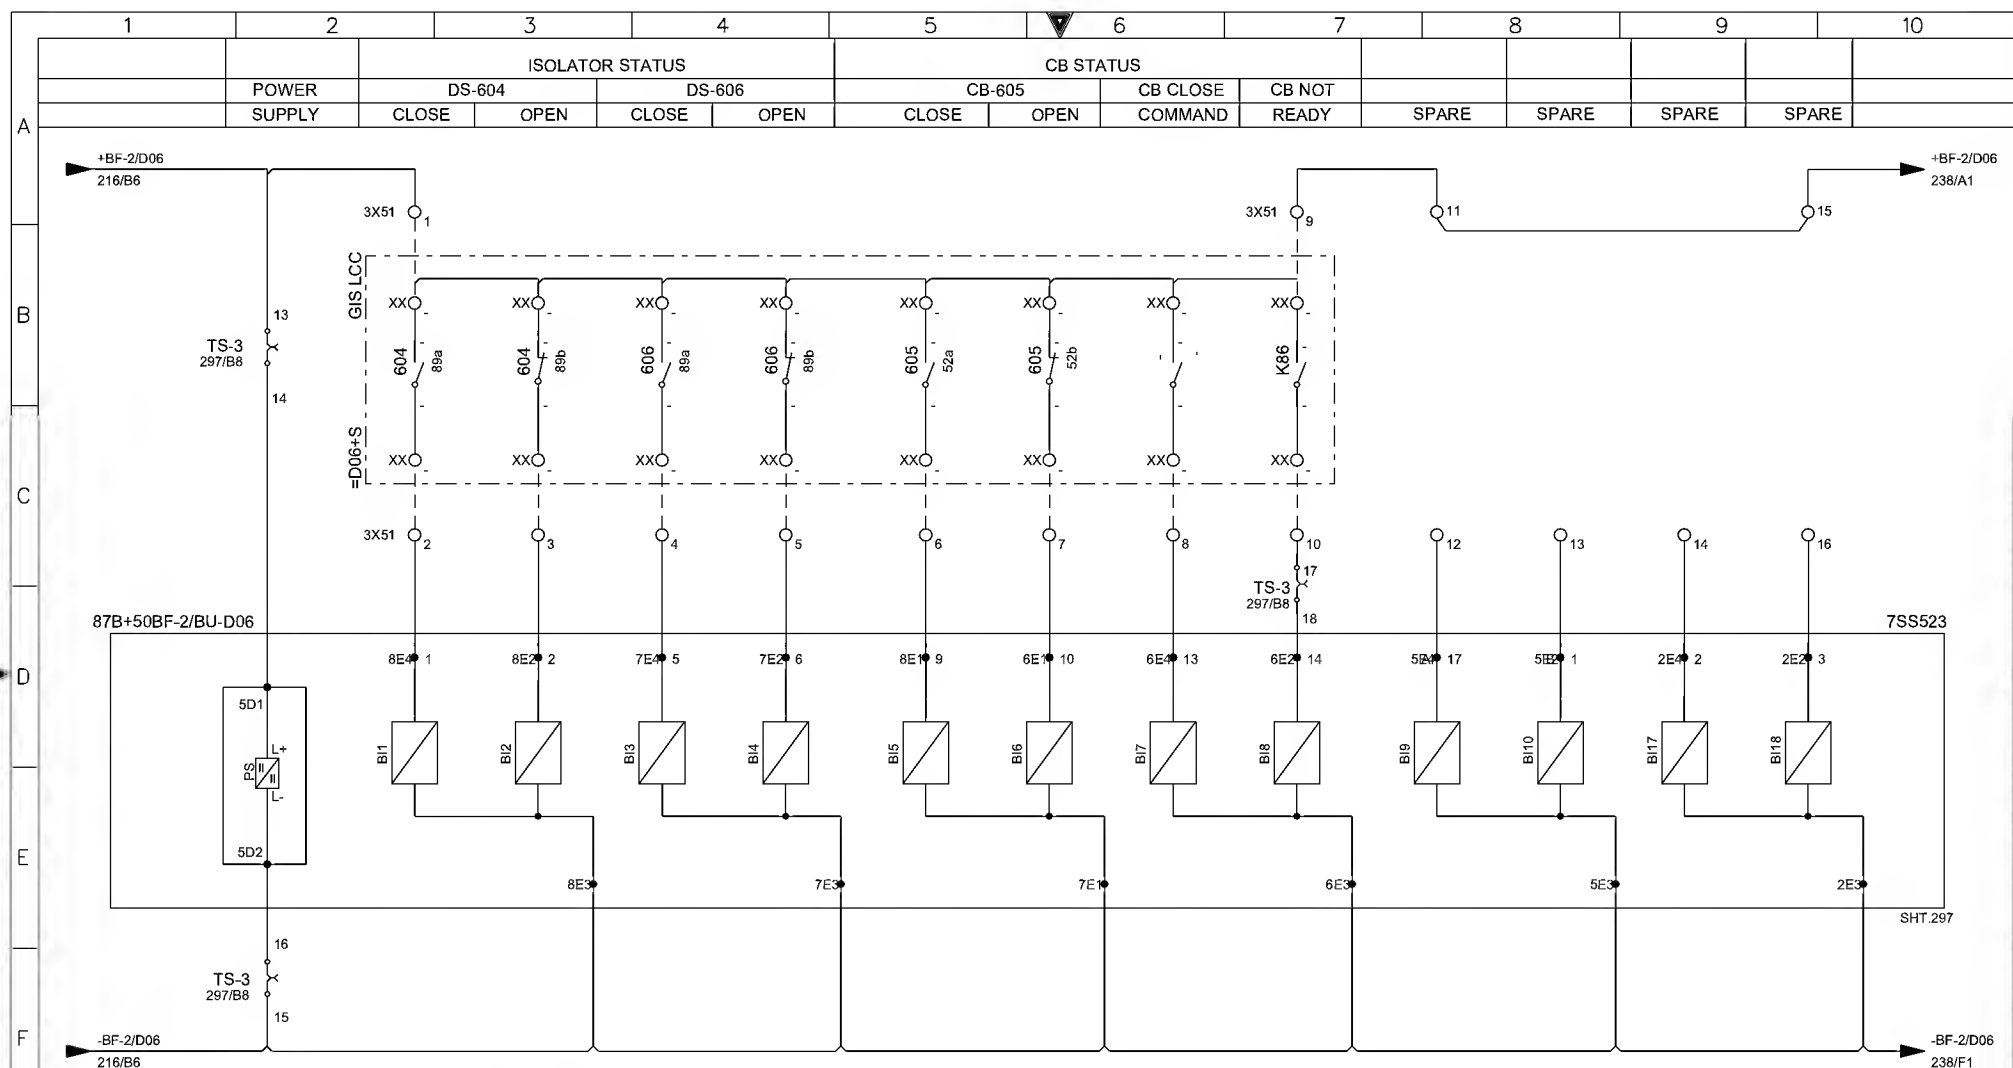 1 2 3 4 5 6 7 8 9 10
ISOLATOR STATUS CB STATUS
POWER DS-604 DS-606 CB-605 CB CLOSE CB NOT
SUPPLY CLOSE OPEN CLOSE OPEN CLOSE OPEN COMMAND READY SPARE SPARE SPARE SPARE
A
+BF-2/D06 +BF-2/D06
216/B6 238/A1
3X51 1 3X51 9 11 15
GIS LCC
B
XX XX XX XX XX XX XX XX
13
TS-3
297/B8
14
604 89a 604 89b 606 89a 606 89b 605 52a 605 52b K86
=D06+S
XX XX XX XX XX XX XX XX
C
3X51 2 3 4 5 6 7 8 10 12 13 14 16
17
TS-3
297/B8
18
87B+50BF-2/BU-D06 7SS523
D
8E4 1 8E2 2 7E4 5 7E2 6 8E1 9 6E1 10 6E4 13 6E2 14 17 1 2E4 2 2E2 3
5D1
L+
PS
L-
BI1 BI2 BI3 BI4 BI5 BI6 BI7 BI8 BI9 BI10 BI17 BI18
E
5D2
8E3 7E3 7E1 6E3 5E3 2E3
SHT.297
16
TS-3
297/B8
15
F
-BF-2/D06 -BF-2/D06
216/B6 238/F1